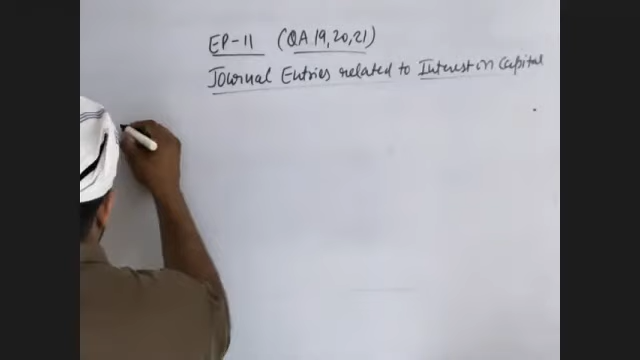 EP-11 (QA.19,20,21)
Journal Entries related to Interest on Capital